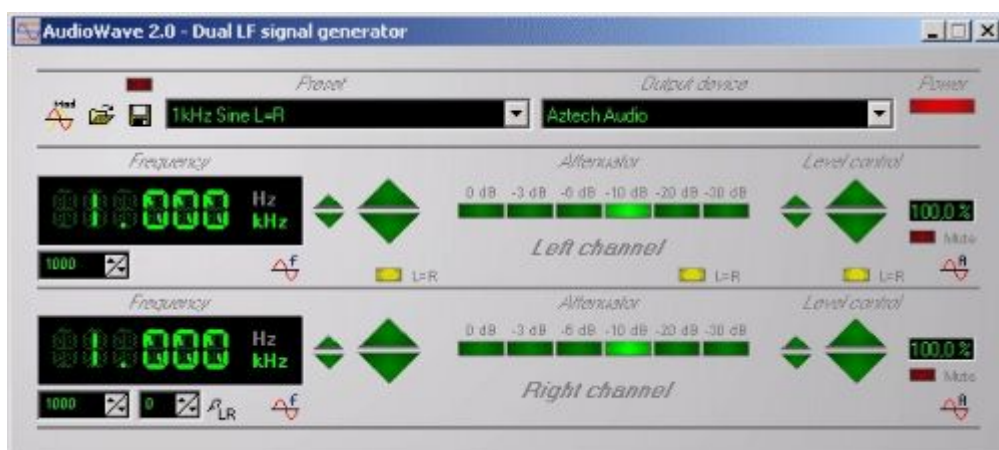 AudioWave 2.0 - Dual LF signal generator
Preset Output device Power
Mod 1kHz Sine L=R Aztech Audio
Frequency Attenuator Level control
0 dB -3 dB -6 dB -10 dB -20 dB -30 dB
1.000 Hz kHz 100,0 %
Left channel Mute
1000 f A
L=R L=R L=R
Frequency Attenuator Level control
0 dB -3 dB -6 dB -10 dB -20 dB -30 dB
1.000 Hz kHz 100,0 %
Right channel Mute
1000 0 LR f A